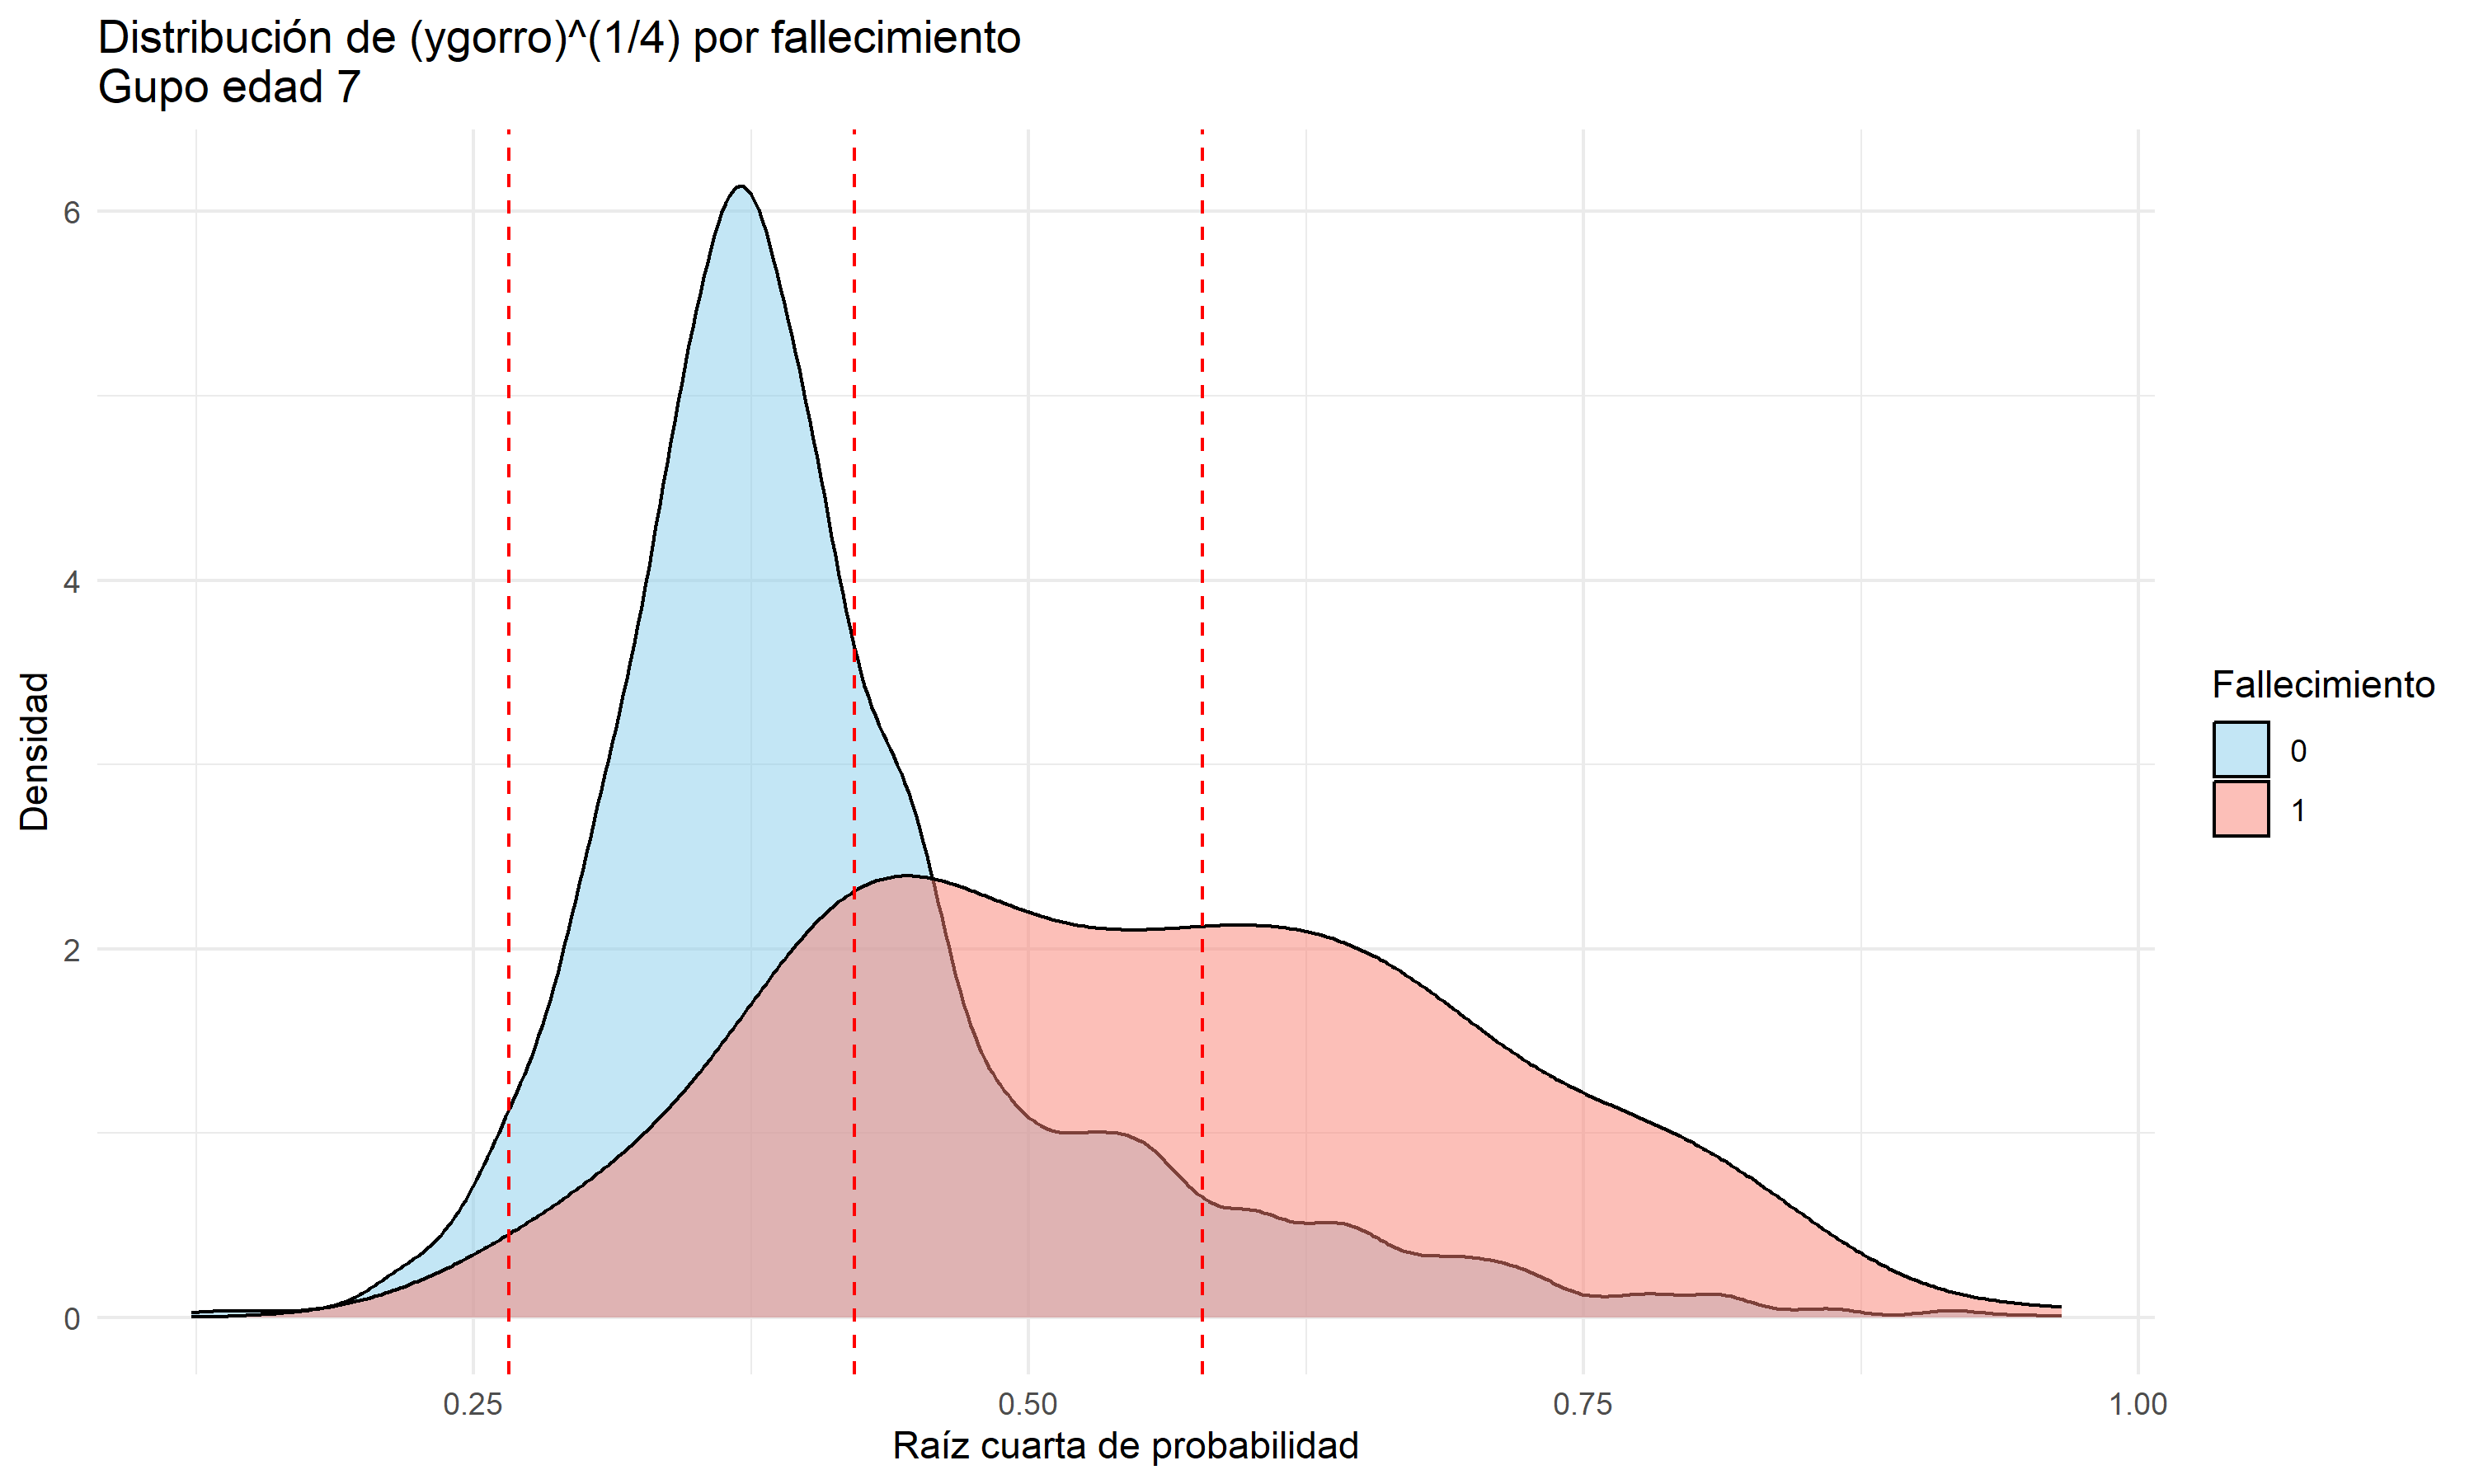 Distribución de (ygorro)^(1/4) por fallecimiento
Gupo edad 7
6
4
2
0
Densidad
0.25
0.50
0.75
1.00
Raíz cuarta de probabilidad
Fallecimiento
0
1